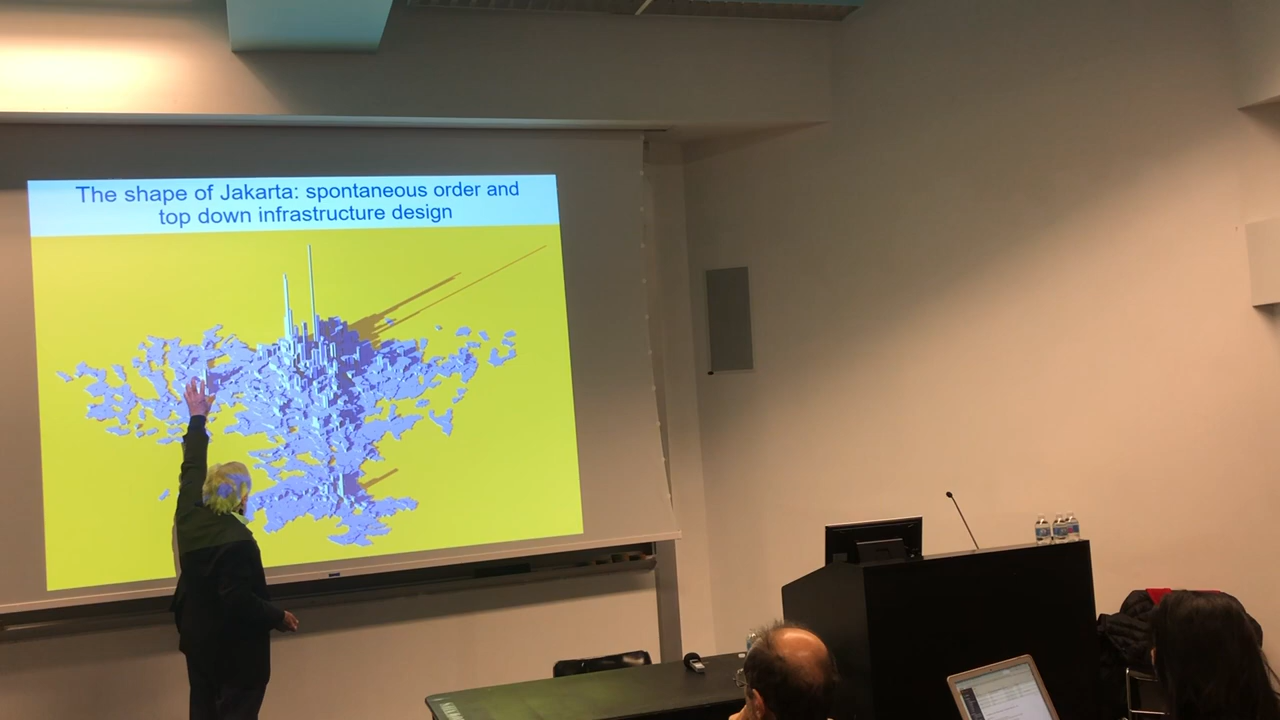 The shape of Jakarta: spontaneous order and
top down infrastructure design